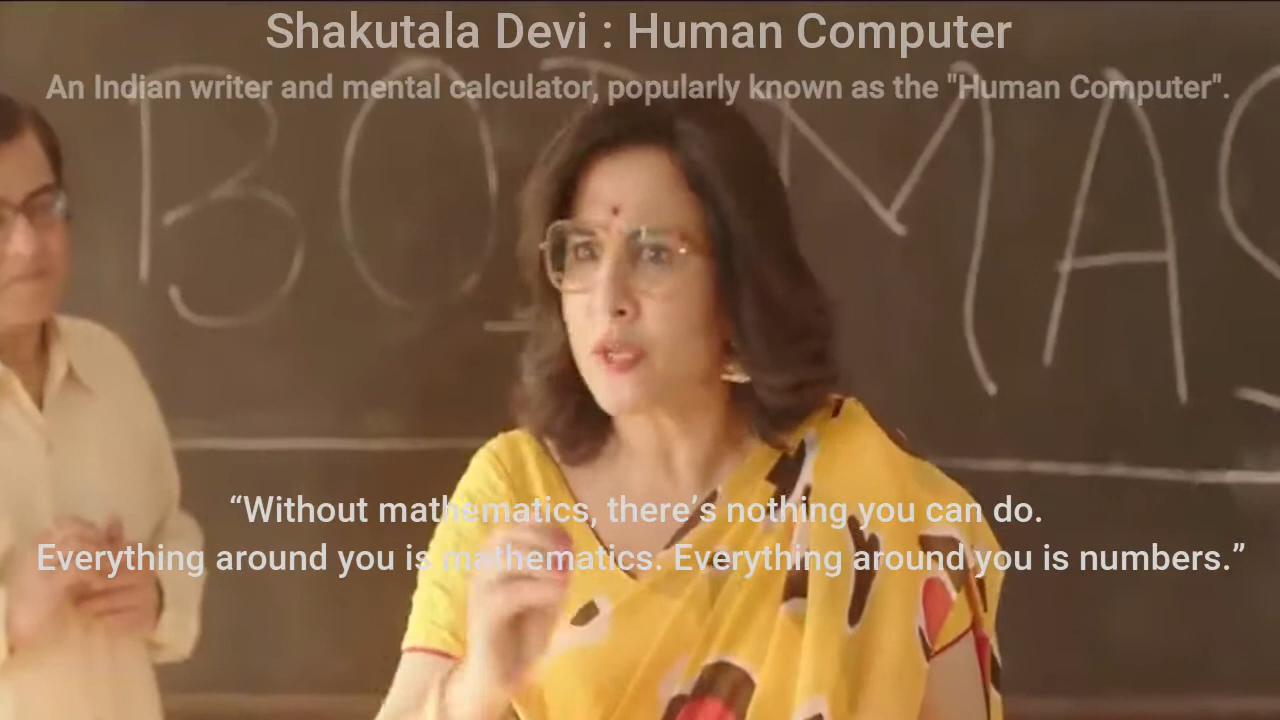 Shakutala Devi : Human Computer
An Indian writer and mental calculator, popularly known as the "Human Computer".
BODMAS
“Without mathematics, there’s nothing you can do.
Everything around you is mathematics. Everything around you is numbers.”